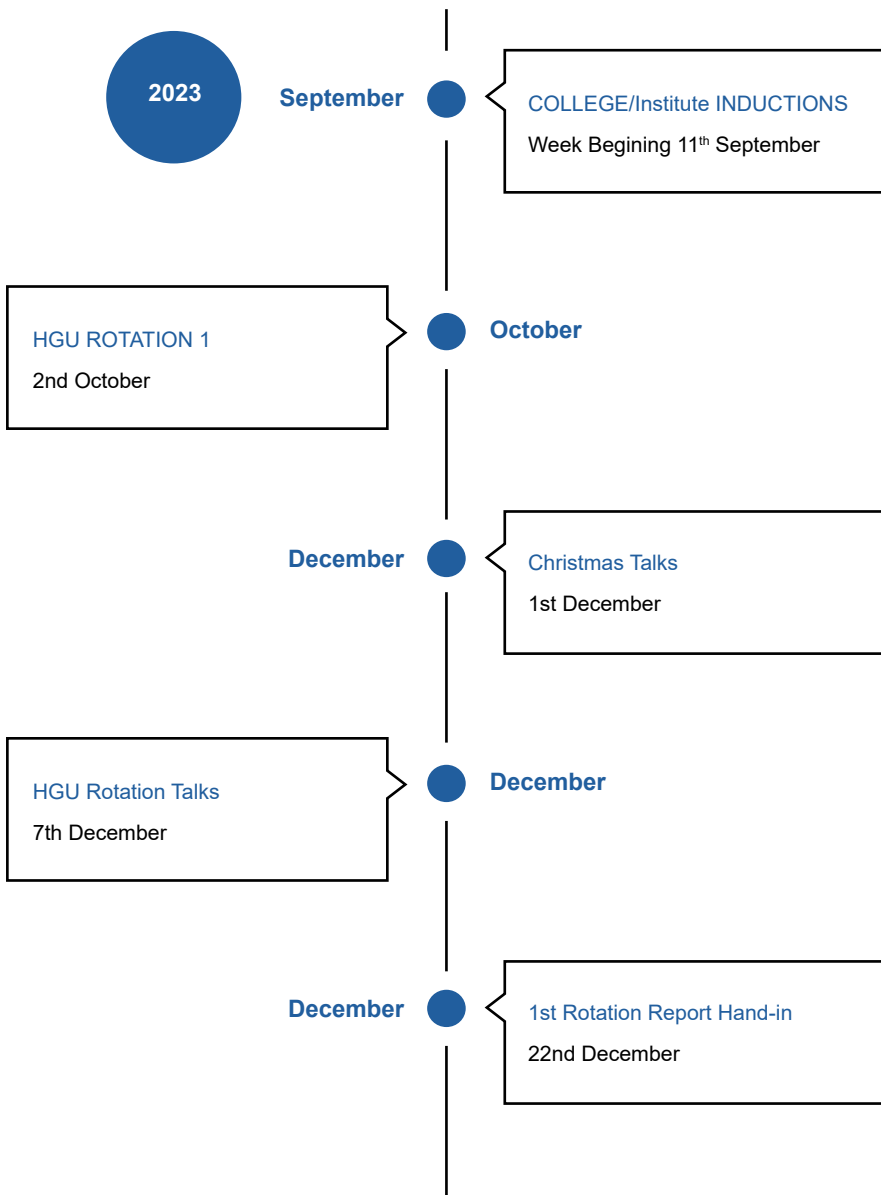 2023
September
COLLEGE/Institute INDUCTIONS
Week Begining 11th September
October
HGU ROTATION 1
2nd October
December
Christmas Talks
1st December
December
HGU Rotation Talks
7th December
December
1st Rotation Report Hand-in
22nd December